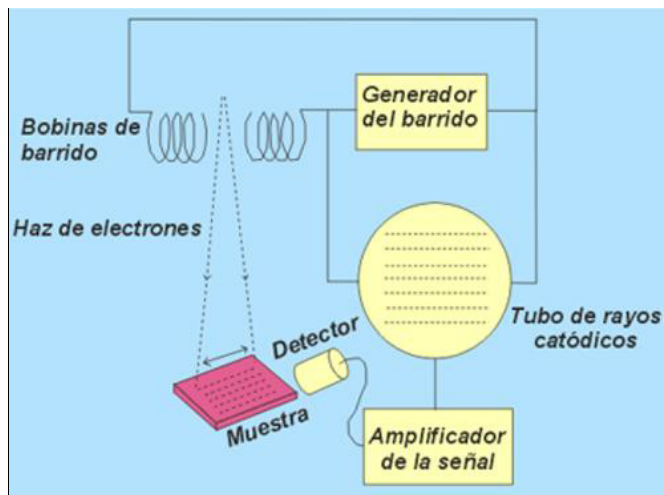 Generador
del barrido
Bobinas de
barrido
Haz de electrones
Tubo de rayos
catódicos
Detector
Muestra
Amplificador
de la señal